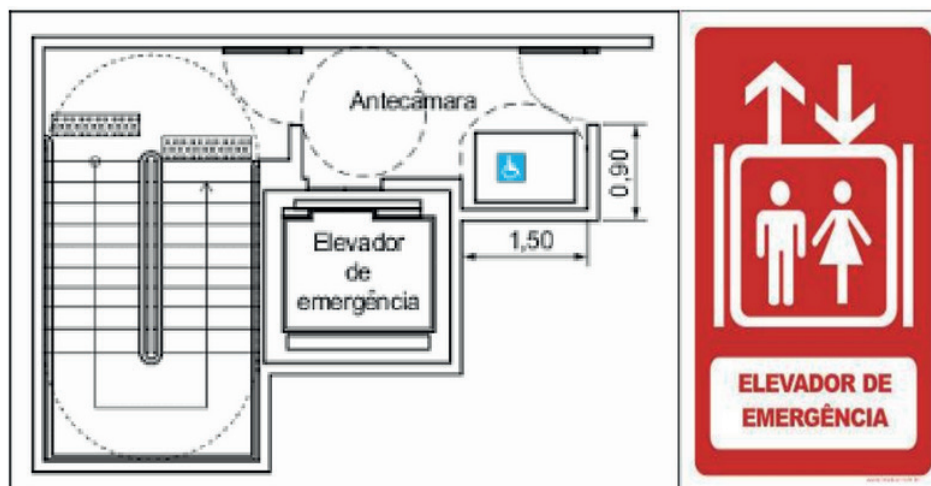 Antecâmara
0,90
1,50
Elevador
de
emergência
ELEVADOR DE
EMERGÊNCIA